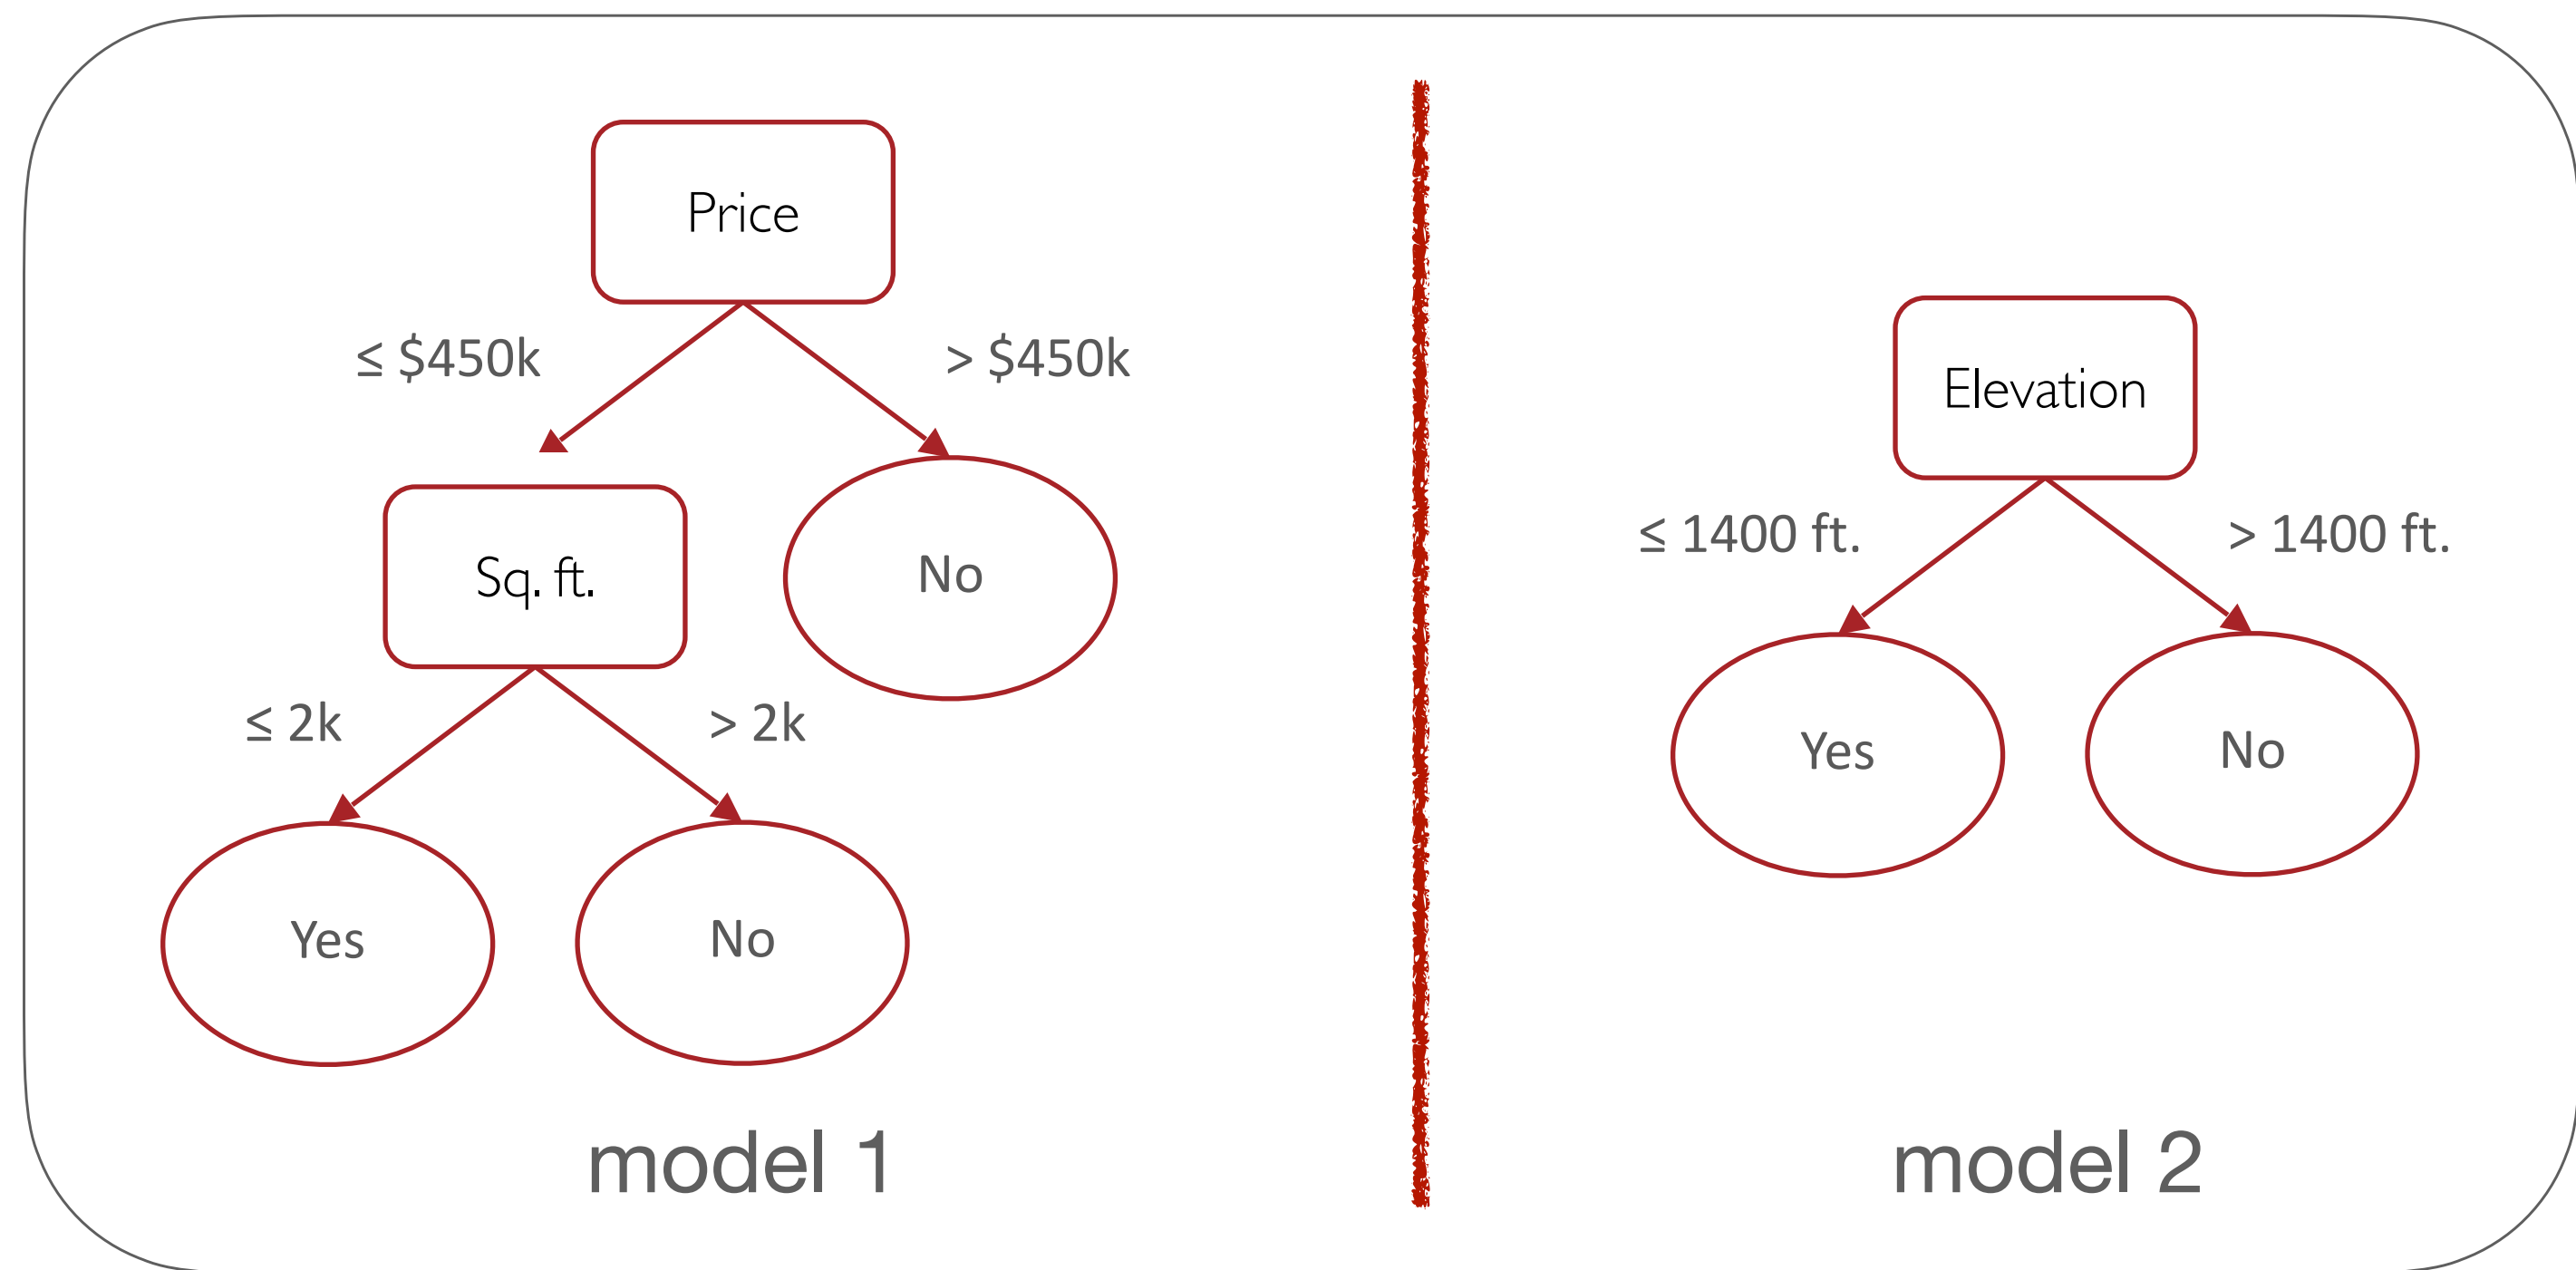 Price
≤ $450k
> $450k
Sq. ft.
No
≤ 2k
> 2k
Yes
No
model 1
Elevation
≤ 1400 ft.
> 1400 ft.
Yes
No
model 2